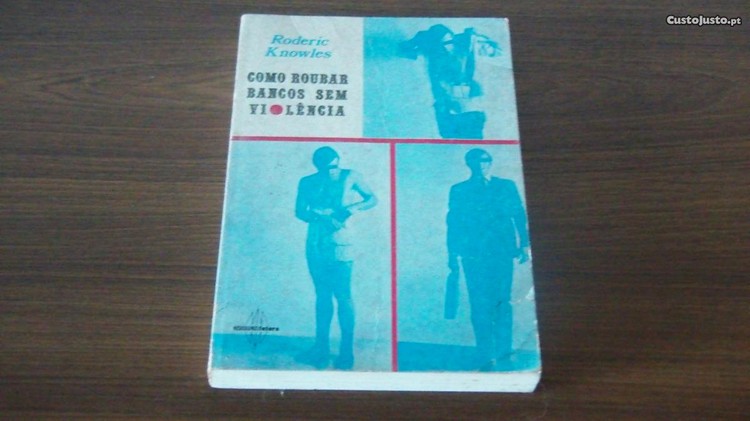 CustoJusto.pt
Roderic
Knowles
COMO ROUBAR
BANCOS SEM
VIOLÊNCIA